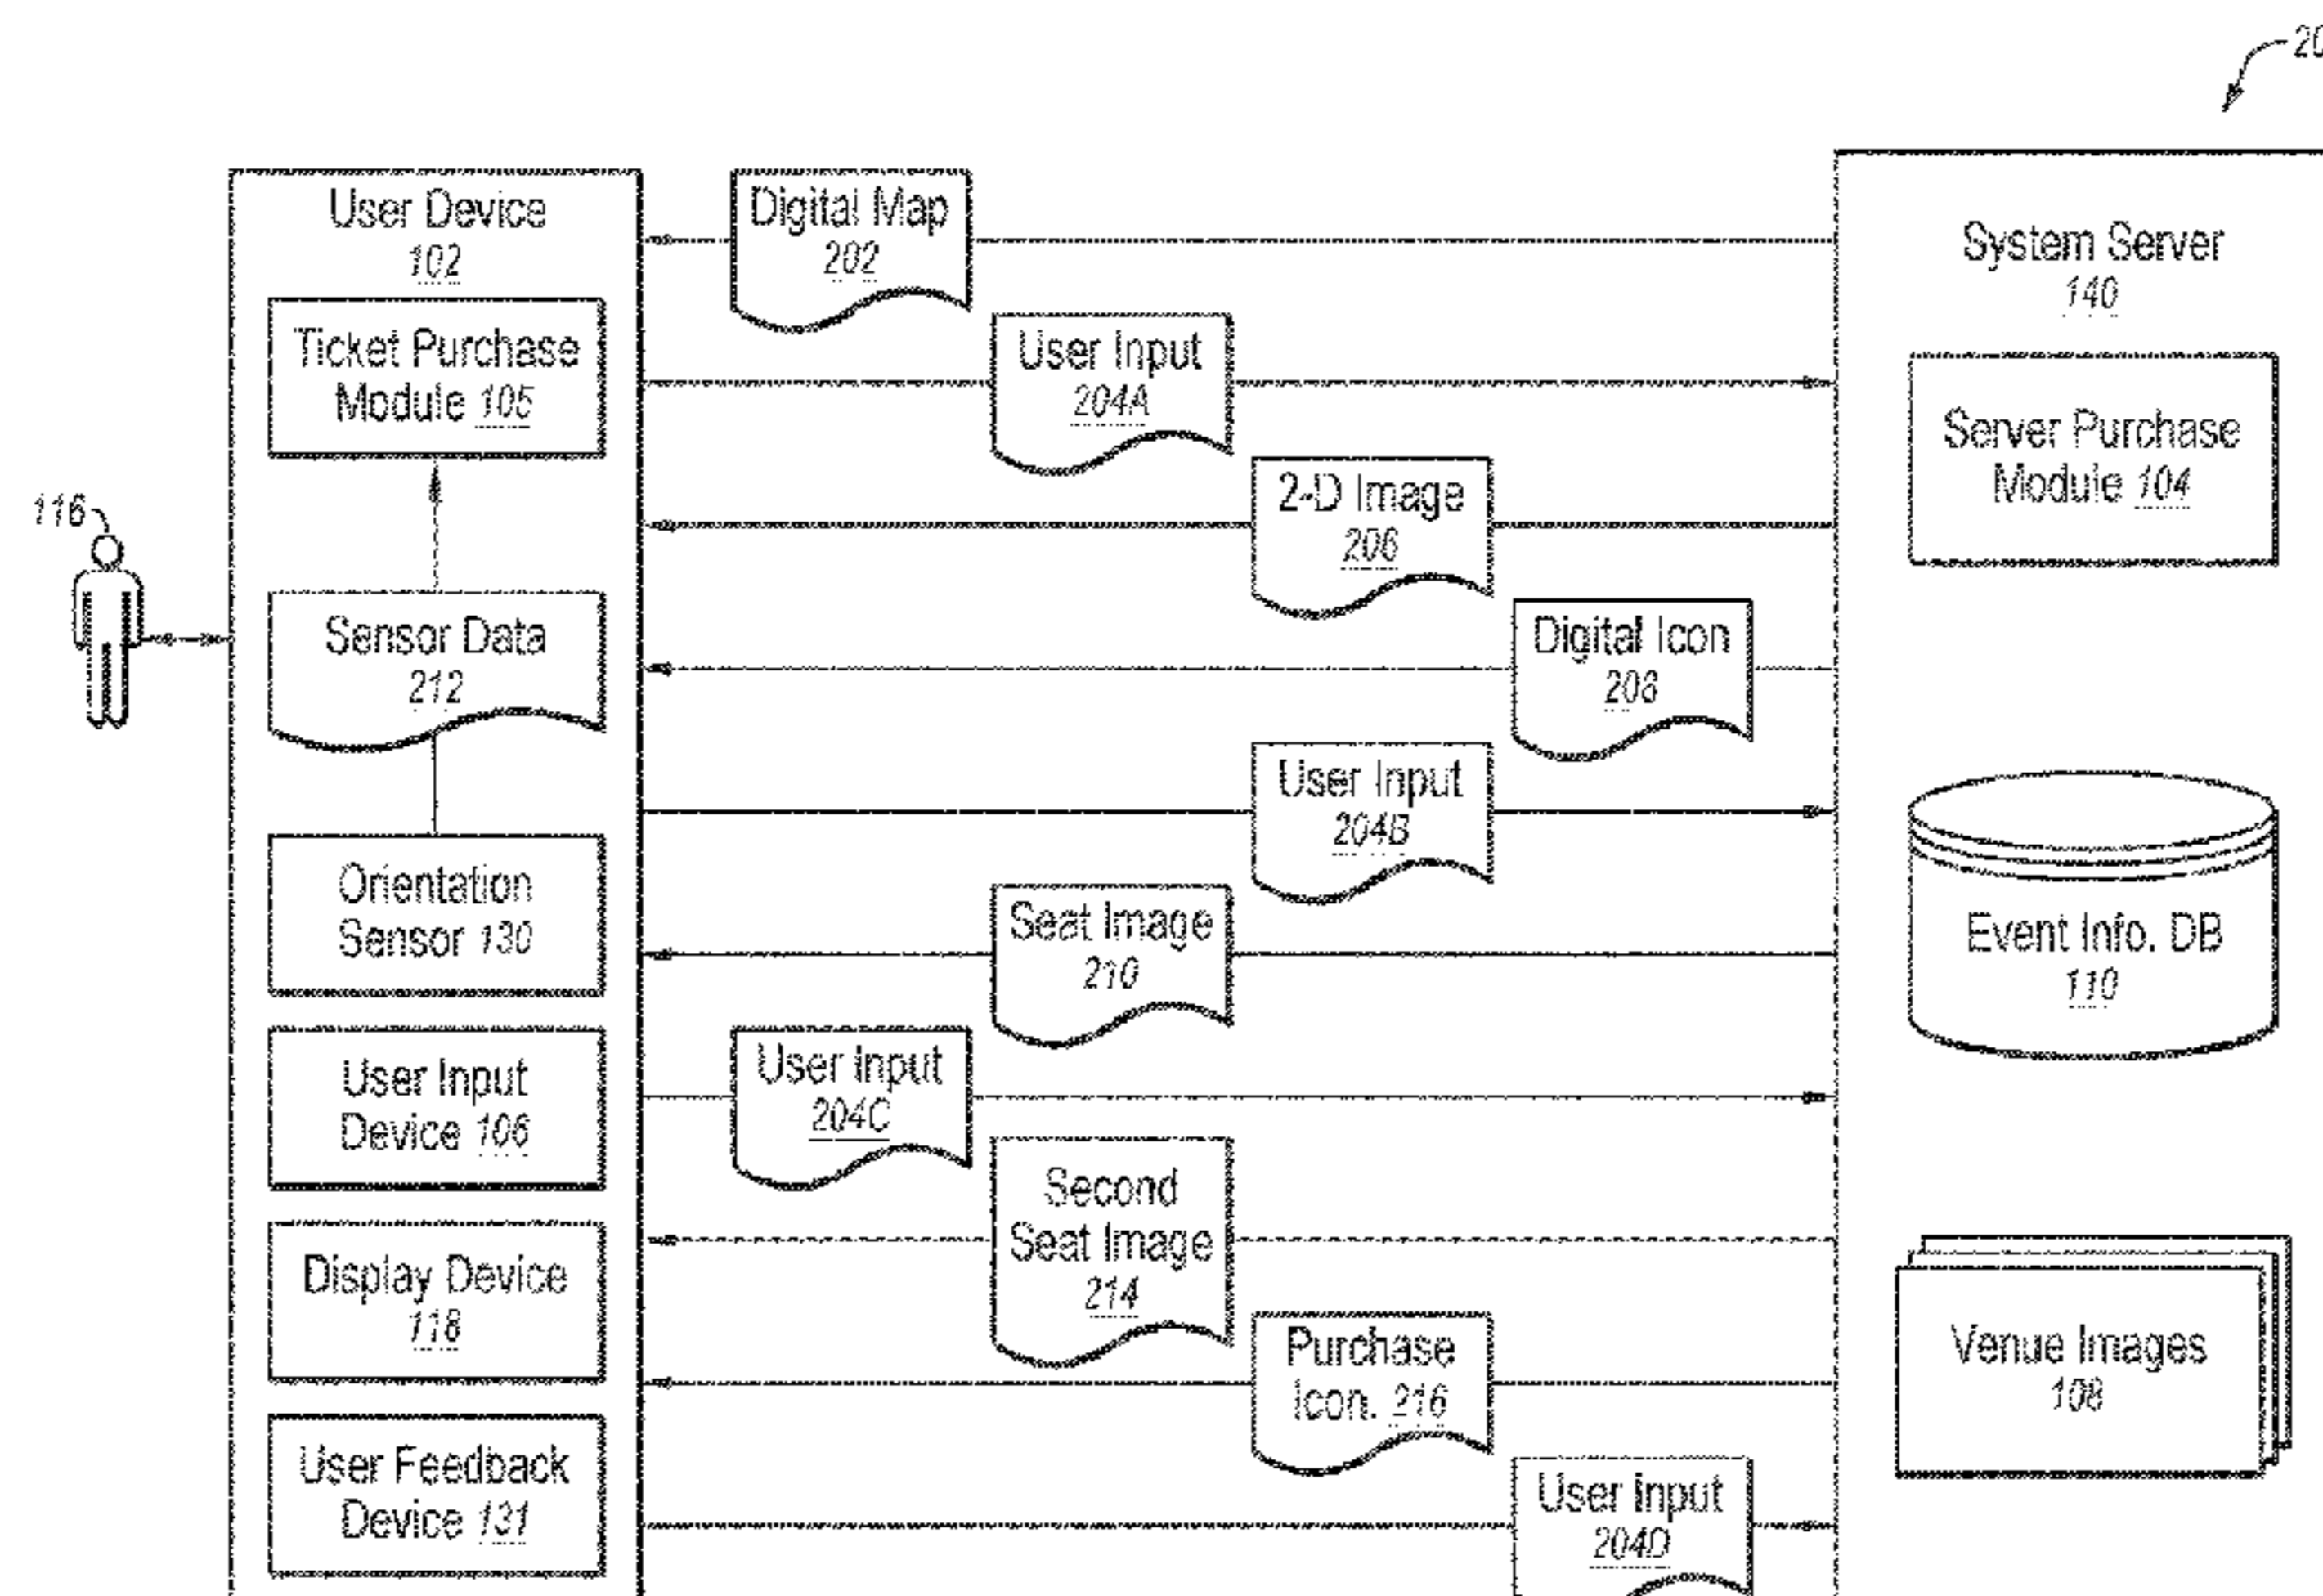 20
User Device
102
Ticket Purchase
Module 105
116
Sensor Data
212
Orientation
Sensor 130
User Input
Device 106
Display Device
118
User Feedback
Device 131
Digital Map
202
User Input
204A
2-D Image
206
Digital Icon
208
User Input
204B
Seat Image
210
User Input
204C
Second
Seat Image
214
Purchase
Icon. 216
User Input
204D
System Server
140
Server Purchase
Module 104
Event Info. DB
110
Venue Images
108